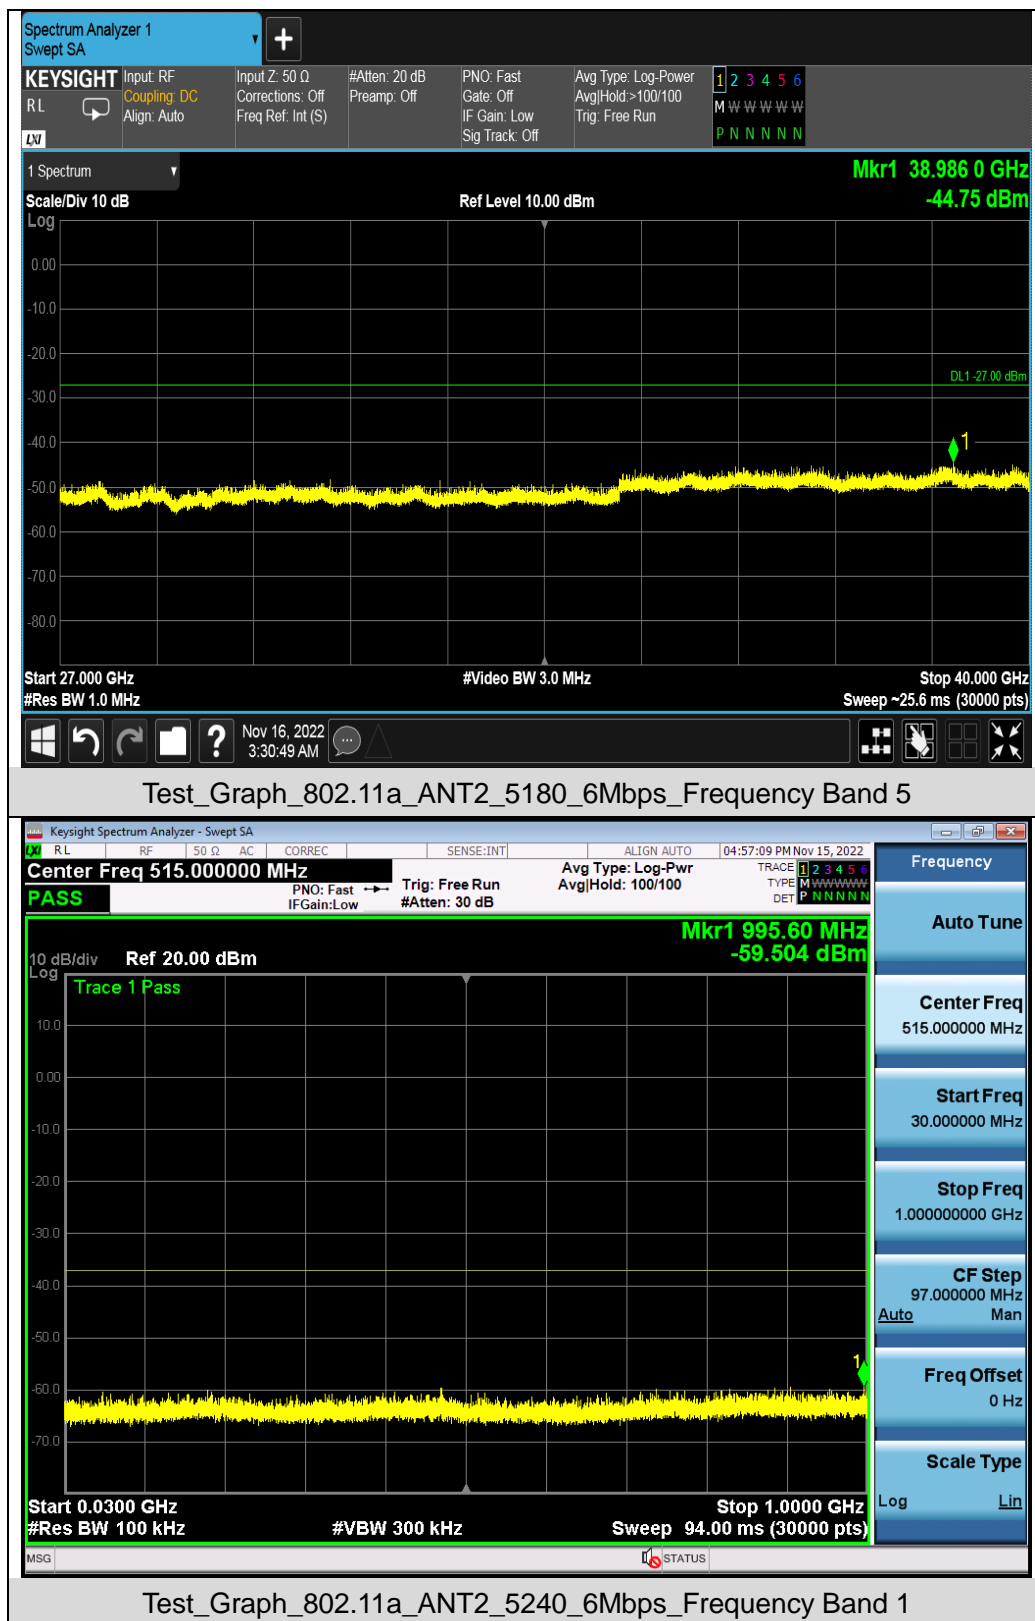 Spectrum Analyzer 1
Swept SA
KEYSIGHT
RL
LXI
Input: RF
Coupling: DC
Align: Auto
Input Z: 50 Ω
Corrections: Off
Freq Ref: Int (S)
#Atten: 20 dB
Preamp: Off
PNO: Fast
Gate: Off
IF Gain: Low
Sig Track: Off
Avg Type: Log-Power
Avg|Hold:>100/100
Trig: Free Run
1 2 3 4 5 6
M W W W W W
P N N N N N
1 Spectrum
Mkr1 38.986 0 GHz
-44.75 dBm
Scale/Div 10 dB
Ref Level 10.00 dBm
Log
0.00
-10.0
-20.0
DL1 -27.00 dBm
-30.0
-40.0
1
-50.0
-60.0
-70.0
-80.0
Start 27.000 GHz
#Video BW 3.0 MHz
Stop 40.000 GHz
#Res BW 1.0 MHz
Sweep ~25.6 ms (30000 pts)
?
Nov 16, 2022
3:30:49 AM
Test_Graph_802.11a_ANT2_5180_6Mbps_Frequency Band 5
Keysight Spectrum Analyzer - Swept SA
LXI RL RF 50 Ω AC CORREC SENSE:INT ALIGN AUTO 04:57:09 PM Nov 15, 2022
Center Freq 515.000000 MHz
PASS
PNO: Fast
IFGain:Low
Trig: Free Run
#Atten: 30 dB
Avg Type: Log-Pwr
Avg|Hold: 100/100
TRACE 1 2 3 4 5 6
TYPE M W W W W W
DET P N N N N N
Mkr1 995.60 MHz
-59.504 dBm
10 dB/div
Ref 20.00 dBm
Log
Trace 1 Pass
10.0
0.00
-10.0
-20.0
-30.0
-40.0
-50.0
1
-60.0
-70.0
Start 0.0300 GHz
Stop 1.0000 GHz
#Res BW 100 kHz
#VBW 300 kHz
Sweep 94.00 ms (30000 pts)
MSG
STATUS
Frequency
Auto Tune
Center Freq
515.000000 MHz
Start Freq
30.000000 MHz
Stop Freq
1.000000000 GHz
CF Step
97.000000 MHz
Auto Man
Freq Offset
0 Hz
Scale Type
Log Lin
Test_Graph_802.11a_ANT2_5240_6Mbps_Frequency Band 1